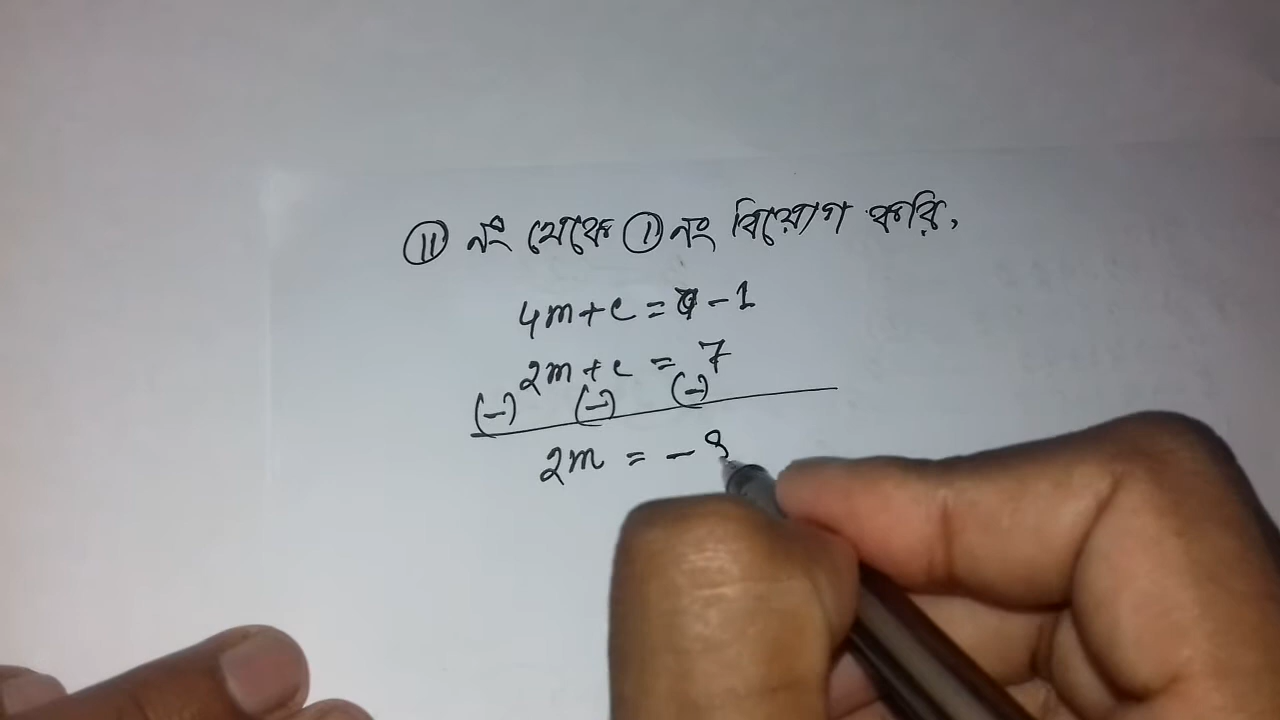 (ii) নং থেকে (i) নং বিয়োগ করি,
4m+c = -1
2m+c = 7
(-) (-) (-)
2m = -8